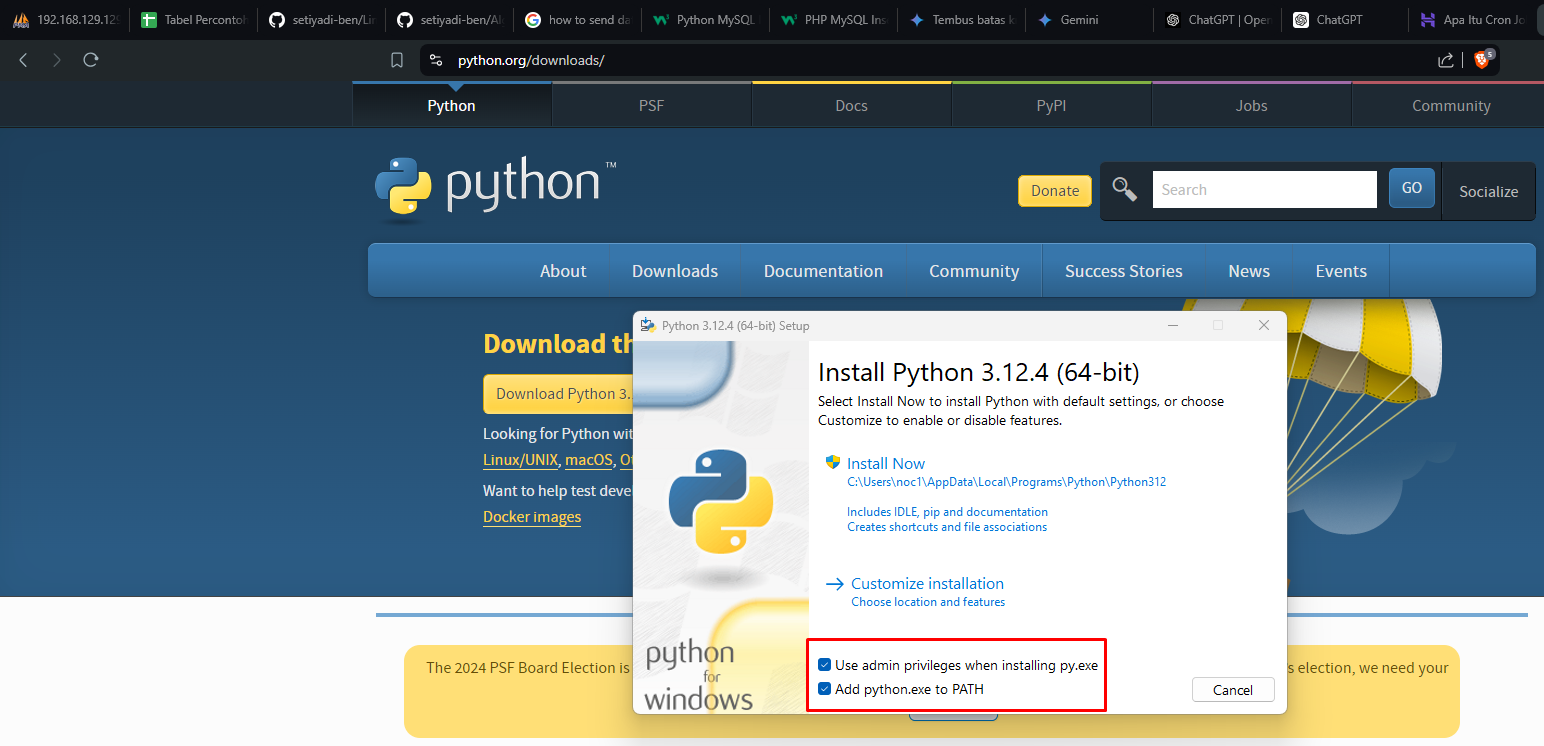 192.168.129.129
Tabel Percontoh
setiyadi-ben/Lin
setiyadi-ben/Ale
how to send da
Python MySQL
PHP MySQL Ins
Tembus batas k
Gemini
ChatGPT | Open
ChatGPT
Apa Itu Cron Jo
python.org/downloads/
5
Python
PSF
Docs
PyPI
Jobs
Community
python™
Donate
Search
GO
Socialize
About
Downloads
Documentation
Community
Success Stories
News
Events
Download th
Download Python 3.
Looking for Python wit
Linux/UNIX, macOS, Ot
Want to help test deve
Docker images
Python 3.12.4 (64-bit) Setup
Install Python 3.12.4 (64-bit)
Select Install Now to install Python with default settings, or choose
Customize to enable or disable features.
Install Now
C:\Users\noc1\AppData\Local\Programs\Python\Python312
Includes IDLE, pip and documentation
Creates shortcuts and file associations
Customize installation
Choose location and features
python
for
windows
Use admin privileges when installing py.exe
Add python.exe to PATH
Cancel
The 2024 PSF Board Election is
's election, we need your